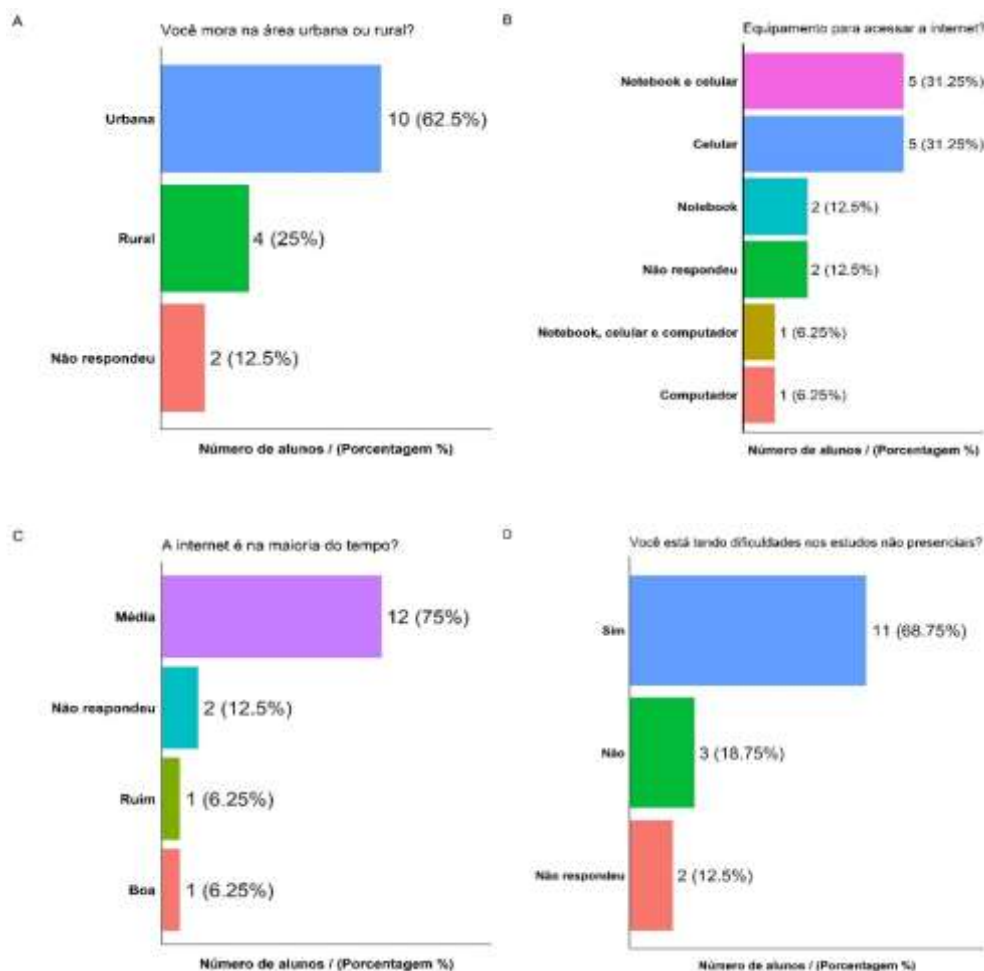 A
Você mora na área urbana ou rural?
Urbana
10 (62.5%)
Rural
4 (25%)
Não respondeu
2 (12.5%)
Número de alunos / (Porcentagem %)
B
Equipamento para acessar a internet?
Notebook e celular
5 (31.25%)
Celular
5 (31.25%)
Notebook
2 (12.5%)
Não respondeu
2 (12.5%)
Notebook, celular e computador
1 (6.25%)
Computador
1 (6.25%)
Número de alunos / (Porcentagem %)
C
A internet é na maioria do tempo?
Média
12 (75%)
Não respondeu
2 (12.5%)
Ruim
1 (6.25%)
Boa
1 (6.25%)
Número de alunos / (Porcentagem %)
D
Você está tendo dificuldades nos estudos não presenciais?
Sim
11 (68.75%)
Não
3 (18.75%)
Não respondeu
2 (12.5%)
Número de alunos / (Porcentagem %)